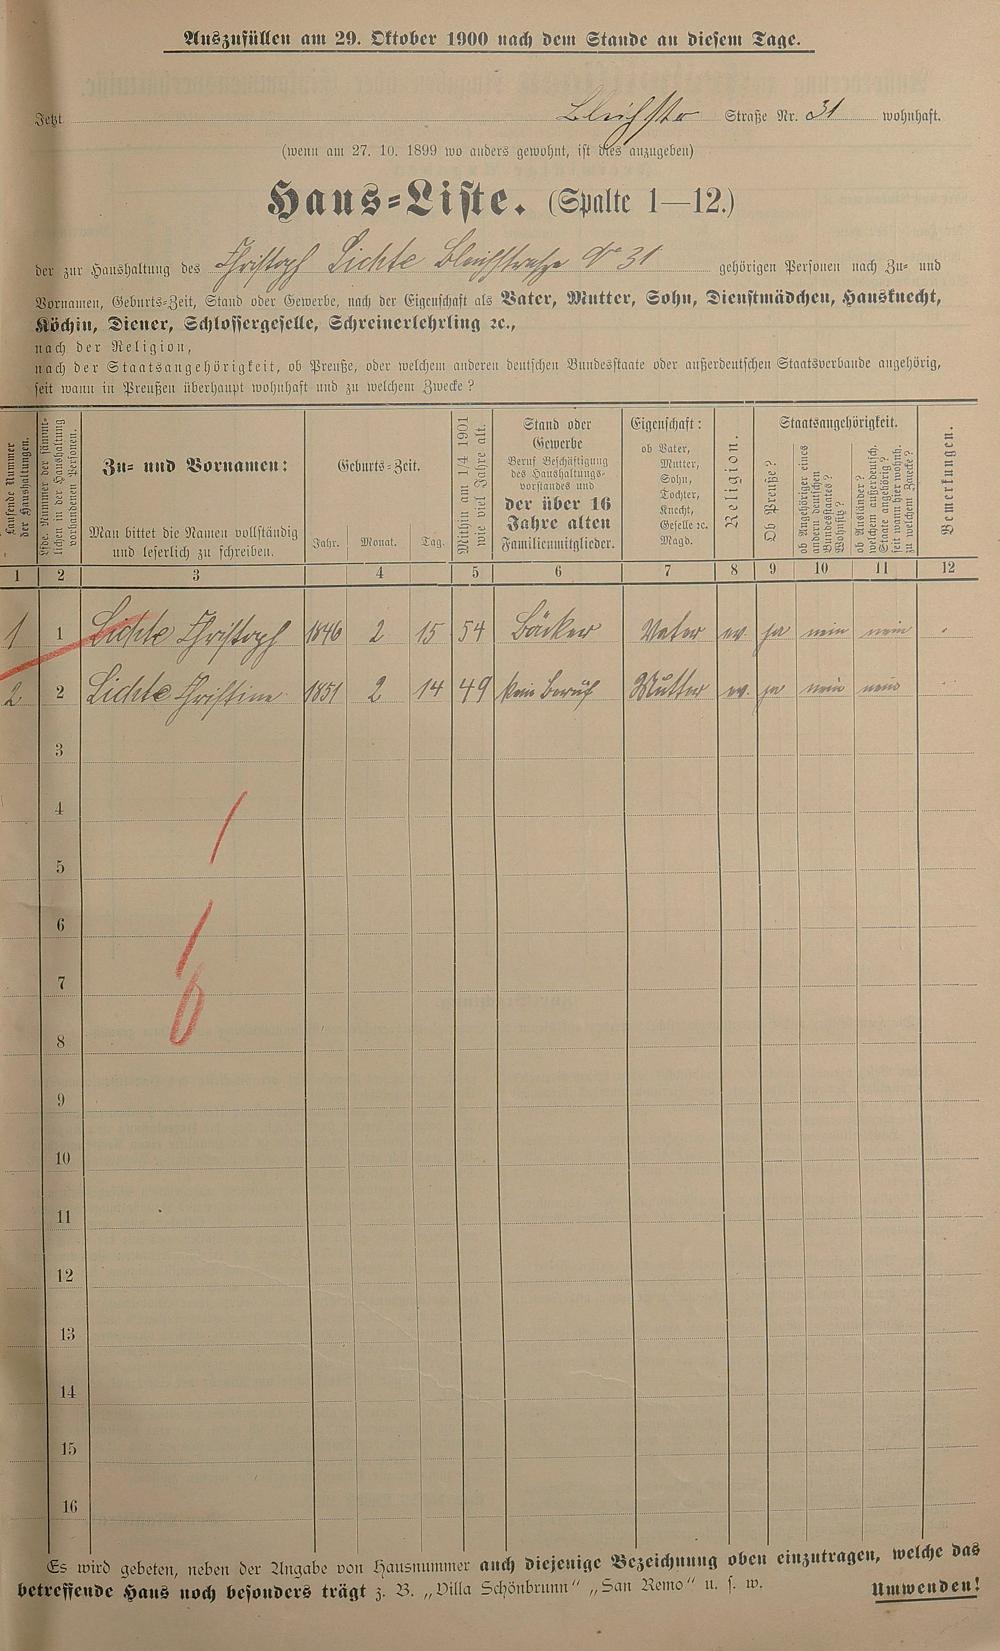 Auszufüllen am 29. Oktober 1900 nach dem Stande an diesem Tage.
Jetzt Bleichstr Straße Nr. 31 wohnhaft.
(wenn am 27. 10. 1899 wo anders gewohnt, ist dies anzugeben)
Haus=Liste. (Spalte 1—12.)
der zur Haushaltung des Christoph Lichte Bleichstraße No 31 gehörigen Personen nach Zu= und
Vornamen, Geburts=Zeit, Stand oder Gewerbe, nach der Eigenschaft als Vater, Mutter, Sohn, Dienstmädchen, Hausknecht,
Köchin, Diener, Schlossergeselle, Schreinerlehrling ꝛc.,
nach der Religion,
nach der Staatsangehörigkeit, ob Preuße, oder welchem anderen deutschen Bundesstaate oder außerdeutschen Staatsverbande angehörig,
seit wann in Preußen überhaupt wohnhaft und zu welchem Zwecke?
Laufende Nummer
der Haushaltungen.
Lfde. Nummer der sämmt-
lichen in der Haushaltung
vorhandenen Personen.
Zu= und Vornamen:
Man bittet die Namen vollständig
und leserlich zu schreiben.
Geburts=Zeit.
Jahr. Monat. Tag.
Mithin am 1/4 1901
wie viel Jahre alt.
Stand oder
Gewerbe
Beruf Beschäftigung
des Haushaltungs-
vorstandes und
der über 16
Jahre alten
Familienmitglieder.
Eigenschaft:
ob Vater,
Mutter,
Sohn,
Tochter,
Knecht,
Geselle ꝛc.
Magd.
Religion.
Staatsangehörigkeit.
Ob Preuße?
ob Angehöriger eines
andern deutschen
Bundesstaates?
Wohnsitz?
ob Ausländer?
welchem außerdeutsch.
Staate angehörig?
seit wann hier wohnh.
zu welchem Zwecke?
Bemerkungen.
1 2 3 4 5 6 7 8 9 10 11 12
1 1 Lichte Christoph 1846 2 15 54 Bäcker Vater ev. ja nein nein
2 2 Lichte Christine 1851 2 14 49 kein Beruf Mutter ev. ja nein nein
3
4
5
6
7
8
9
10
11
12
13
14
15
16
Es wird gebeten, neben der Angabe von Hausnummer auch diejenige Bezeichnung oben einzutragen, welche das
betreffende Haus noch besonders trägt z. B. „Villa Schönbrunn“ „San Remo“ u. s. w.
Umwenden!